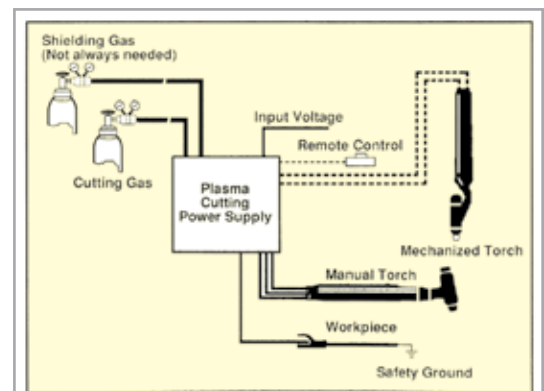 Shielding Gas
(Not always needed)
Input Voltage
Remote Control
Cutting Gas
Plasma
Cutting
Power Supply
Mechanized Torch
Manual Torch
Workpiece
Safety Ground